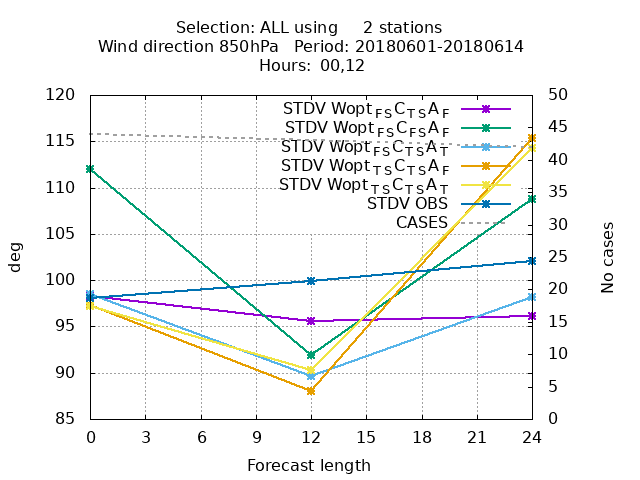 Selection: ALL using 2 stations
Wind direction 850hPa Period: 20180601-20180614
Hours: 00,12
120
115
110
105
100
95
90
85
deg
50
45
40
35
30
25
20
15
10
5
0
No cases
STDV Wopt_FS C_TS A_F
STDV Wopt_FS C_FS A_F
STDV Wopt_FS C_TS A_T
STDV Wopt_TS C_TS A_F
STDV Wopt_TS C_TS A_T
STDV OBS
CASES
0 3 6 9 12 15 18 21 24
Forecast length